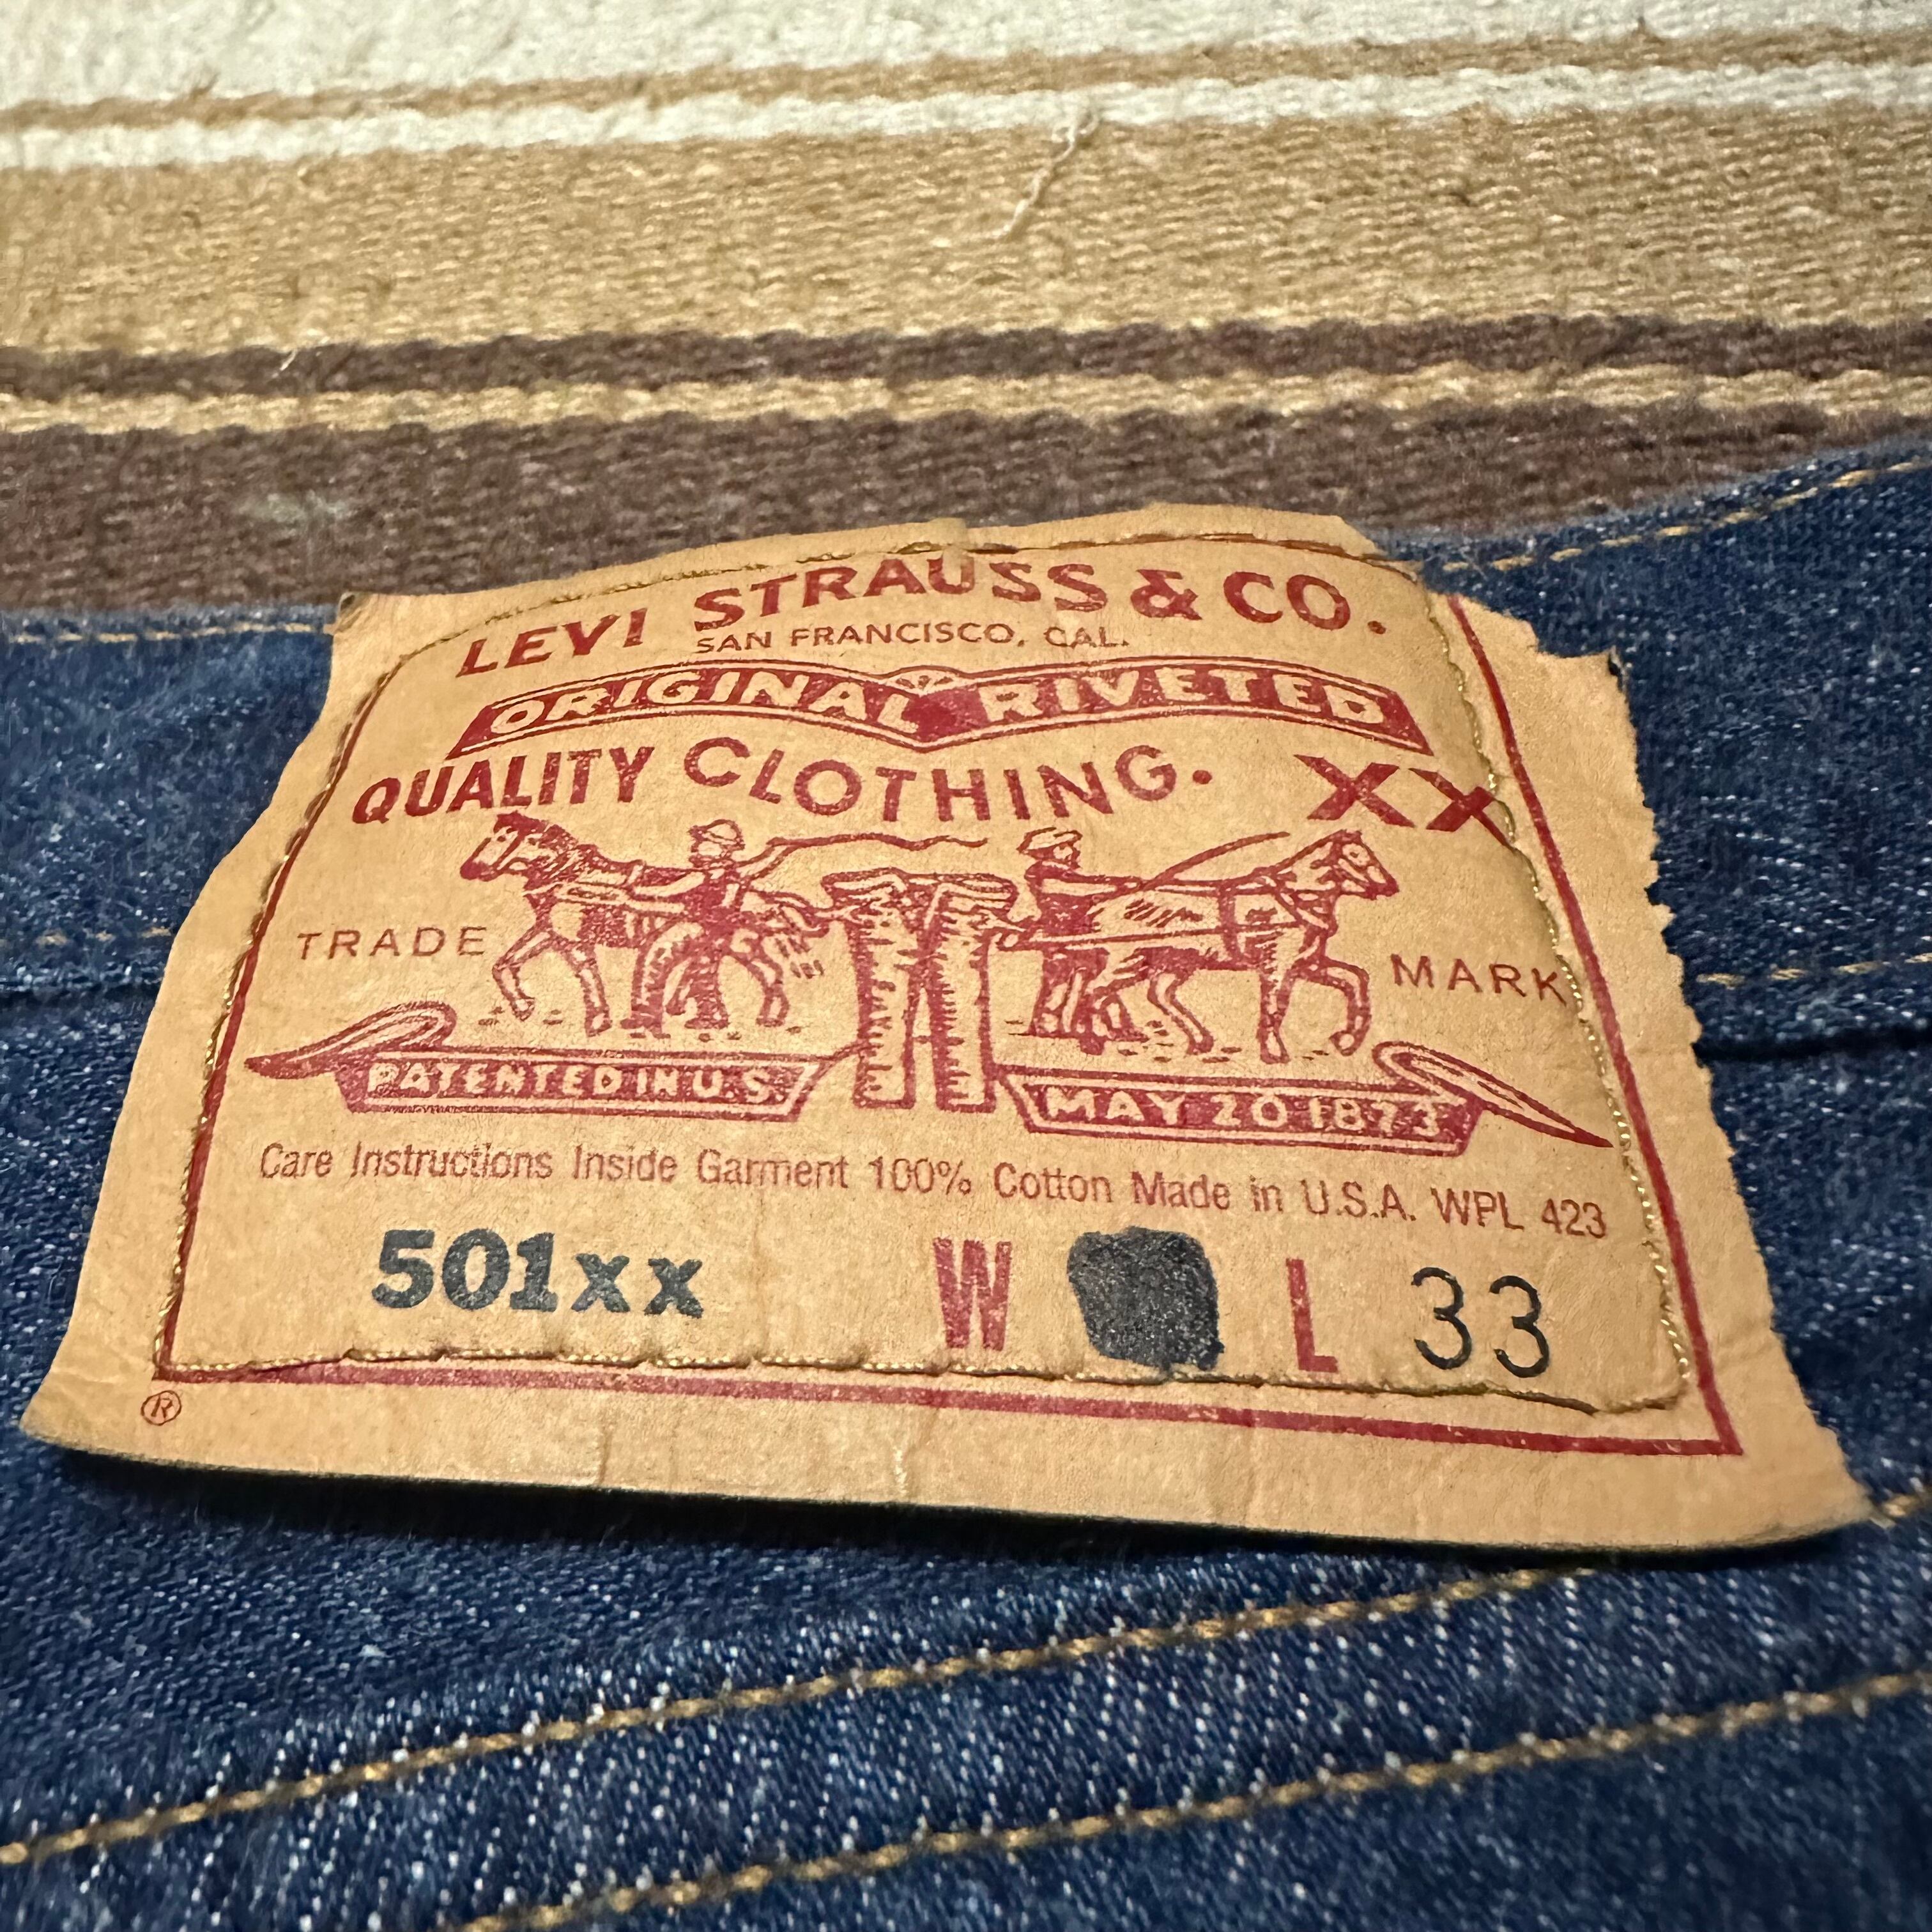 LEVI STRAUSS & CO.
SAN FRANCISCO, CAL.
ORIGINAL RIVETED
QUALITY CLOTHING. XX
TRADE MARK
PATENTED IN U.S. MAY 20 1873
Care Instructions Inside Garment 100% Cotton Made in U.S.A. WPL 423
501xx W L 33
®